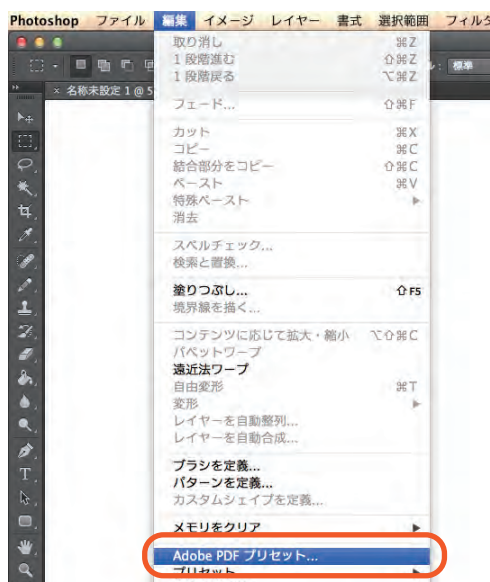 Photoshop ファイル 編集 イメージ レイヤー 書式 選択範囲 フィルタ
標準
× 名称未設定 1 @ 5
取り消し ⌘Z
1 段階進む ⇧⌘Z
1 段階戻る ⌥⌘Z
フェード... ⇧⌘F
カット ⌘X
コピー ⌘C
結合部分をコピー ⇧⌘C
ペースト ⌘V
特殊ペースト ▶
消去
スペルチェック...
検索と置換...
塗りつぶし... ⇧F5
境界線を描く...
コンテンツに応じて拡大・縮小 ⌥⇧⌘C
パペットワープ
遠近法ワープ
自由変形 ⌘T
変形 ▶
レイヤーを自動整列...
レイヤーを自動合成...
ブラシを定義...
パターンを定義...
カスタムシェイプを定義...
メモリをクリア ▶
Adobe PDF プリセット...
プリセット ▶